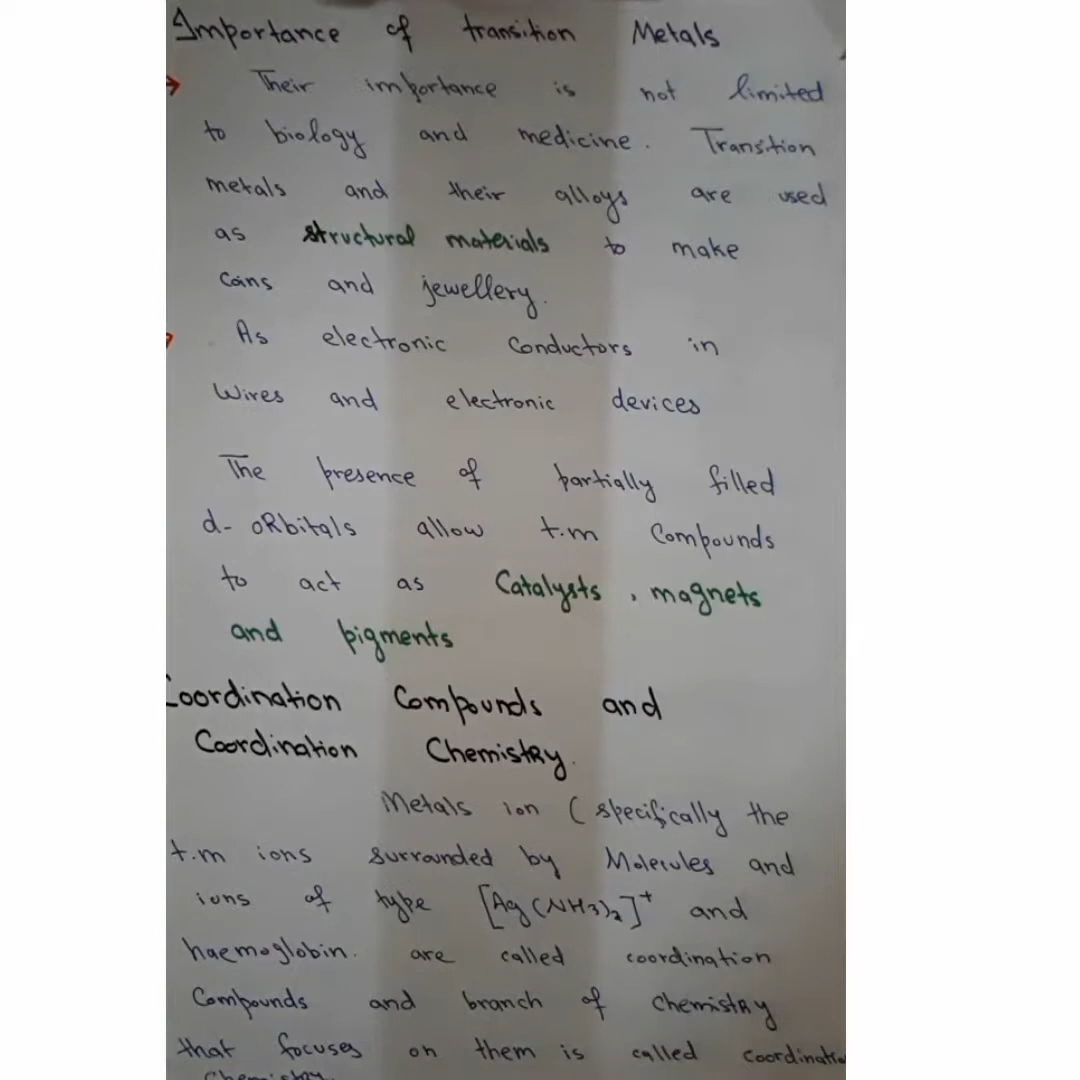 Importance of transition Metals
Their importance is not limited
to biology and medicine. Transition
metals and their alloys are used
as structural materials to make
Coins and jewellery.
As electronic Conductors in
Wires and electronic devices
The presence of partially filled
d- oRbitals allow t.m Compounds
to act as Catalysts, magnets
and pigments
Coordination Compounds and
Coordination ChemistRy.
Metals ion (specifically the
t.m ions surrounded by Molecules and
ions of type [Ag(NH3)2]+ and
haemoglobin. are called coordination
Compounds and branch of ChemistRy
that focuses on them is called coordination
Chemistry.